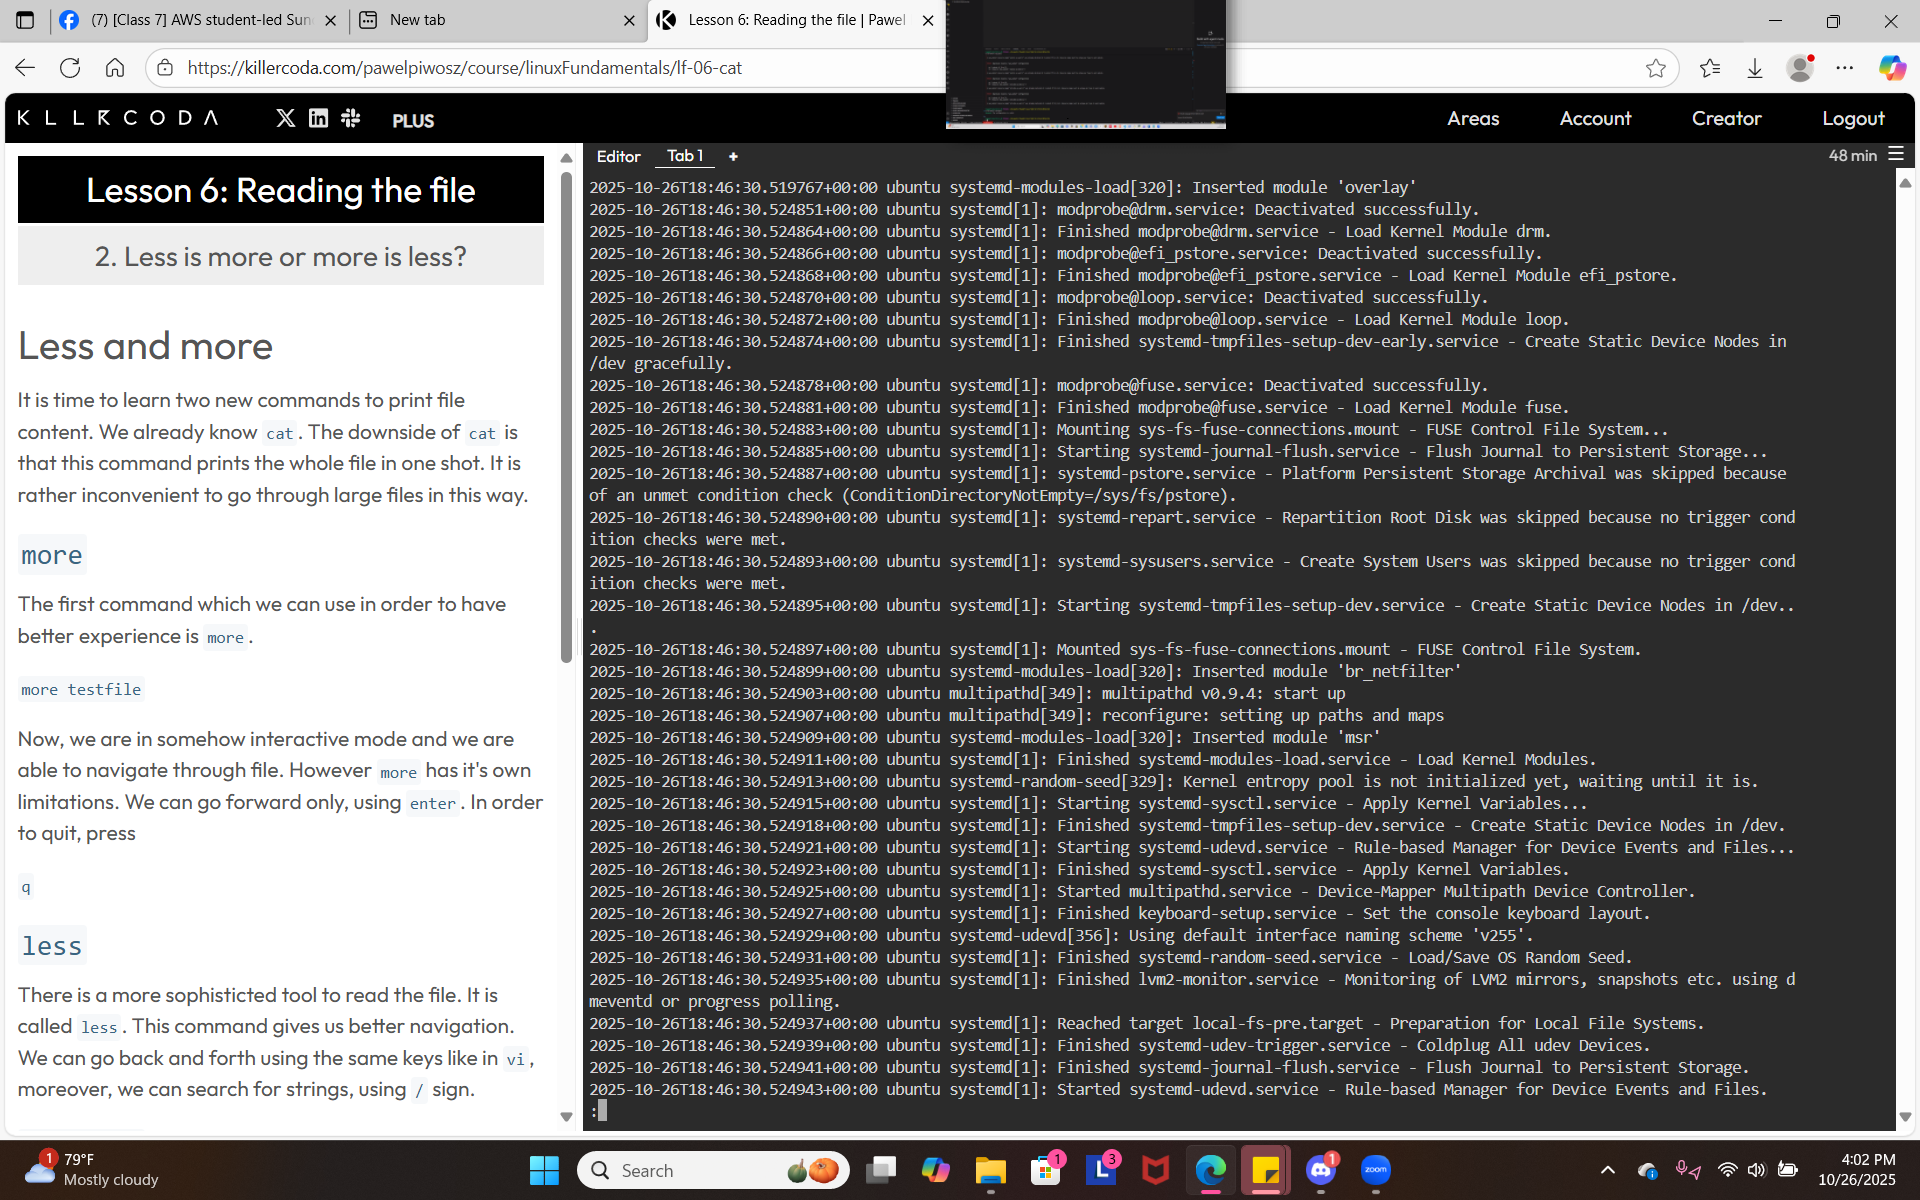 (7) [Class 7] AWS student-led Sun
New tab
Lesson 6: Reading the file | Pawel
https://killercoda.com/pawelpiwosz/course/linuxFundamentals/lf-06-cat
KILLERCODA
PLUS
Areas
Account
Creator
Logout
Lesson 6: Reading the file
2. Less is more or more is less?
Less and more
It is time to learn two new commands to print file
content. We already know cat. The downside of cat is
that this command prints the whole file in one shot. It is
rather inconvenient to go through large files in this way.
more
The first command which we can use in order to have
better experience is more.
more testfile
Now, we are in somehow interactive mode and we are
able to navigate through file. However more has it's own
limitations. We can go forward only, using enter. In order
to quit, press
q
less
There is a more sophisticted tool to read the file. It is
called less. This command gives us better navigation.
We can go back and forth using the same keys like in vi,
moreover, we can search for strings, using / sign.
Editor
Tab 1
+
48 min
2025-10-26T18:46:30.519767+00:00 ubuntu systemd-modules-load[320]: Inserted module 'overlay'
2025-10-26T18:46:30.524851+00:00 ubuntu systemd[1]: modprobe@drm.service: Deactivated successfully.
2025-10-26T18:46:30.524864+00:00 ubuntu systemd[1]: Finished modprobe@drm.service - Load Kernel Module drm.
2025-10-26T18:46:30.524866+00:00 ubuntu systemd[1]: modprobe@efi_pstore.service: Deactivated successfully.
2025-10-26T18:46:30.524868+00:00 ubuntu systemd[1]: Finished modprobe@efi_pstore.service - Load Kernel Module efi_pstore.
2025-10-26T18:46:30.524870+00:00 ubuntu systemd[1]: modprobe@loop.service: Deactivated successfully.
2025-10-26T18:46:30.524872+00:00 ubuntu systemd[1]: Finished modprobe@loop.service - Load Kernel Module loop.
2025-10-26T18:46:30.524874+00:00 ubuntu systemd[1]: Finished systemd-tmpfiles-setup-dev-early.service - Create Static Device Nodes in
/dev gracefully.
2025-10-26T18:46:30.524878+00:00 ubuntu systemd[1]: modprobe@fuse.service: Deactivated successfully.
2025-10-26T18:46:30.524881+00:00 ubuntu systemd[1]: Finished modprobe@fuse.service - Load Kernel Module fuse.
2025-10-26T18:46:30.524883+00:00 ubuntu systemd[1]: Mounting sys-fs-fuse-connections.mount - FUSE Control File System...
2025-10-26T18:46:30.524885+00:00 ubuntu systemd[1]: Starting systemd-journal-flush.service - Flush Journal to Persistent Storage...
2025-10-26T18:46:30.524887+00:00 ubuntu systemd[1]: systemd-pstore.service - Platform Persistent Storage Archival was skipped because
of an unmet condition check (ConditionDirectoryNotEmpty=/sys/fs/pstore).
2025-10-26T18:46:30.524890+00:00 ubuntu systemd[1]: systemd-repart.service - Repartition Root Disk was skipped because no trigger cond
ition checks were met.
2025-10-26T18:46:30.524893+00:00 ubuntu systemd[1]: systemd-sysusers.service - Create System Users was skipped because no trigger cond
ition checks were met.
2025-10-26T18:46:30.524895+00:00 ubuntu systemd[1]: Starting systemd-tmpfiles-setup-dev.service - Create Static Device Nodes in /dev..
.
2025-10-26T18:46:30.524897+00:00 ubuntu systemd[1]: Mounted sys-fs-fuse-connections.mount - FUSE Control File System.
2025-10-26T18:46:30.524899+00:00 ubuntu systemd-modules-load[320]: Inserted module 'br_netfilter'
2025-10-26T18:46:30.524903+00:00 ubuntu multipathd[349]: multipathd v0.9.4: start up
2025-10-26T18:46:30.524907+00:00 ubuntu multipathd[349]: reconfigure: setting up paths and maps
2025-10-26T18:46:30.524909+00:00 ubuntu systemd-modules-load[320]: Inserted module 'msr'
2025-10-26T18:46:30.524911+00:00 ubuntu systemd[1]: Finished systemd-modules-load.service - Load Kernel Modules.
2025-10-26T18:46:30.524913+00:00 ubuntu systemd-random-seed[329]: Kernel entropy pool is not initialized yet, waiting until it is.
2025-10-26T18:46:30.524915+00:00 ubuntu systemd[1]: Starting systemd-sysctl.service - Apply Kernel Variables...
2025-10-26T18:46:30.524918+00:00 ubuntu systemd[1]: Finished systemd-tmpfiles-setup-dev.service - Create Static Device Nodes in /dev.
2025-10-26T18:46:30.524921+00:00 ubuntu systemd[1]: Starting systemd-udevd.service - Rule-based Manager for Device Events and Files...
2025-10-26T18:46:30.524923+00:00 ubuntu systemd[1]: Finished systemd-sysctl.service - Apply Kernel Variables.
2025-10-26T18:46:30.524925+00:00 ubuntu systemd[1]: Started multipathd.service - Device-Mapper Multipath Device Controller.
2025-10-26T18:46:30.524927+00:00 ubuntu systemd[1]: Finished keyboard-setup.service - Set the console keyboard layout.
2025-10-26T18:46:30.524929+00:00 ubuntu systemd-udevd[356]: Using default interface naming scheme 'v255'.
2025-10-26T18:46:30.524931+00:00 ubuntu systemd[1]: Finished systemd-random-seed.service - Load/Save OS Random Seed.
2025-10-26T18:46:30.524935+00:00 ubuntu systemd[1]: Finished lvm2-monitor.service - Monitoring of LVM2 mirrors, snapshots etc. using d
meventd or progress polling.
2025-10-26T18:46:30.524937+00:00 ubuntu systemd[1]: Reached target local-fs-pre.target - Preparation for Local File Systems.
2025-10-26T18:46:30.524939+00:00 ubuntu systemd[1]: Finished systemd-udev-trigger.service - Coldplug All udev Devices.
2025-10-26T18:46:30.524941+00:00 ubuntu systemd[1]: Finished systemd-journal-flush.service - Flush Journal to Persistent Storage.
2025-10-26T18:46:30.524943+00:00 ubuntu systemd[1]: Started systemd-udevd.service - Rule-based Manager for Device Events and Files.
:
1
79°F
Mostly cloudy
Search
1
L
3
1
zoom
4:02 PM
10/26/2025